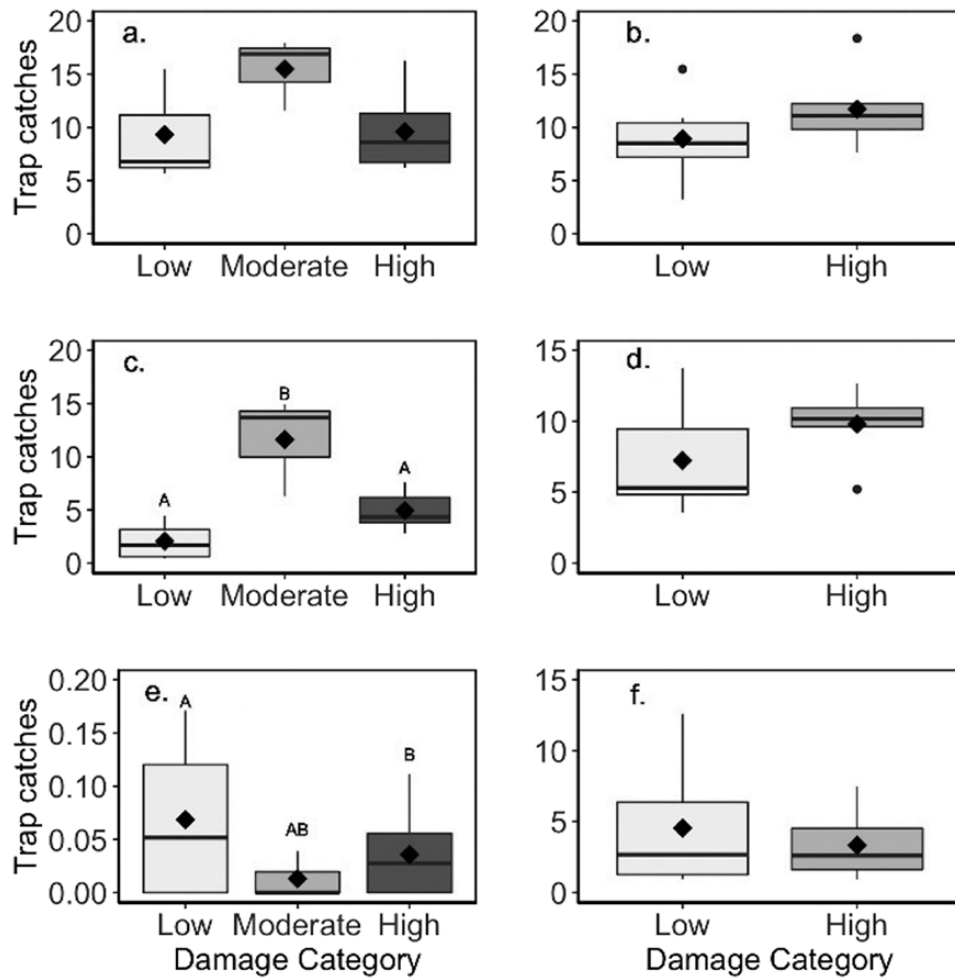 a.
Trap catches
20
15
10
5
0
Low Moderate High
b.
20
15
10
5
0
Low High
c.
Trap catches
20
15
10
5
0
A
B
A
Low Moderate High
d.
15
10
5
0
Low High
e.
Trap catches
0.20
0.15
0.10
0.05
0.00
A
AB
B
Low Moderate High
Damage Category
f.
15
10
5
0
Low High
Damage Category